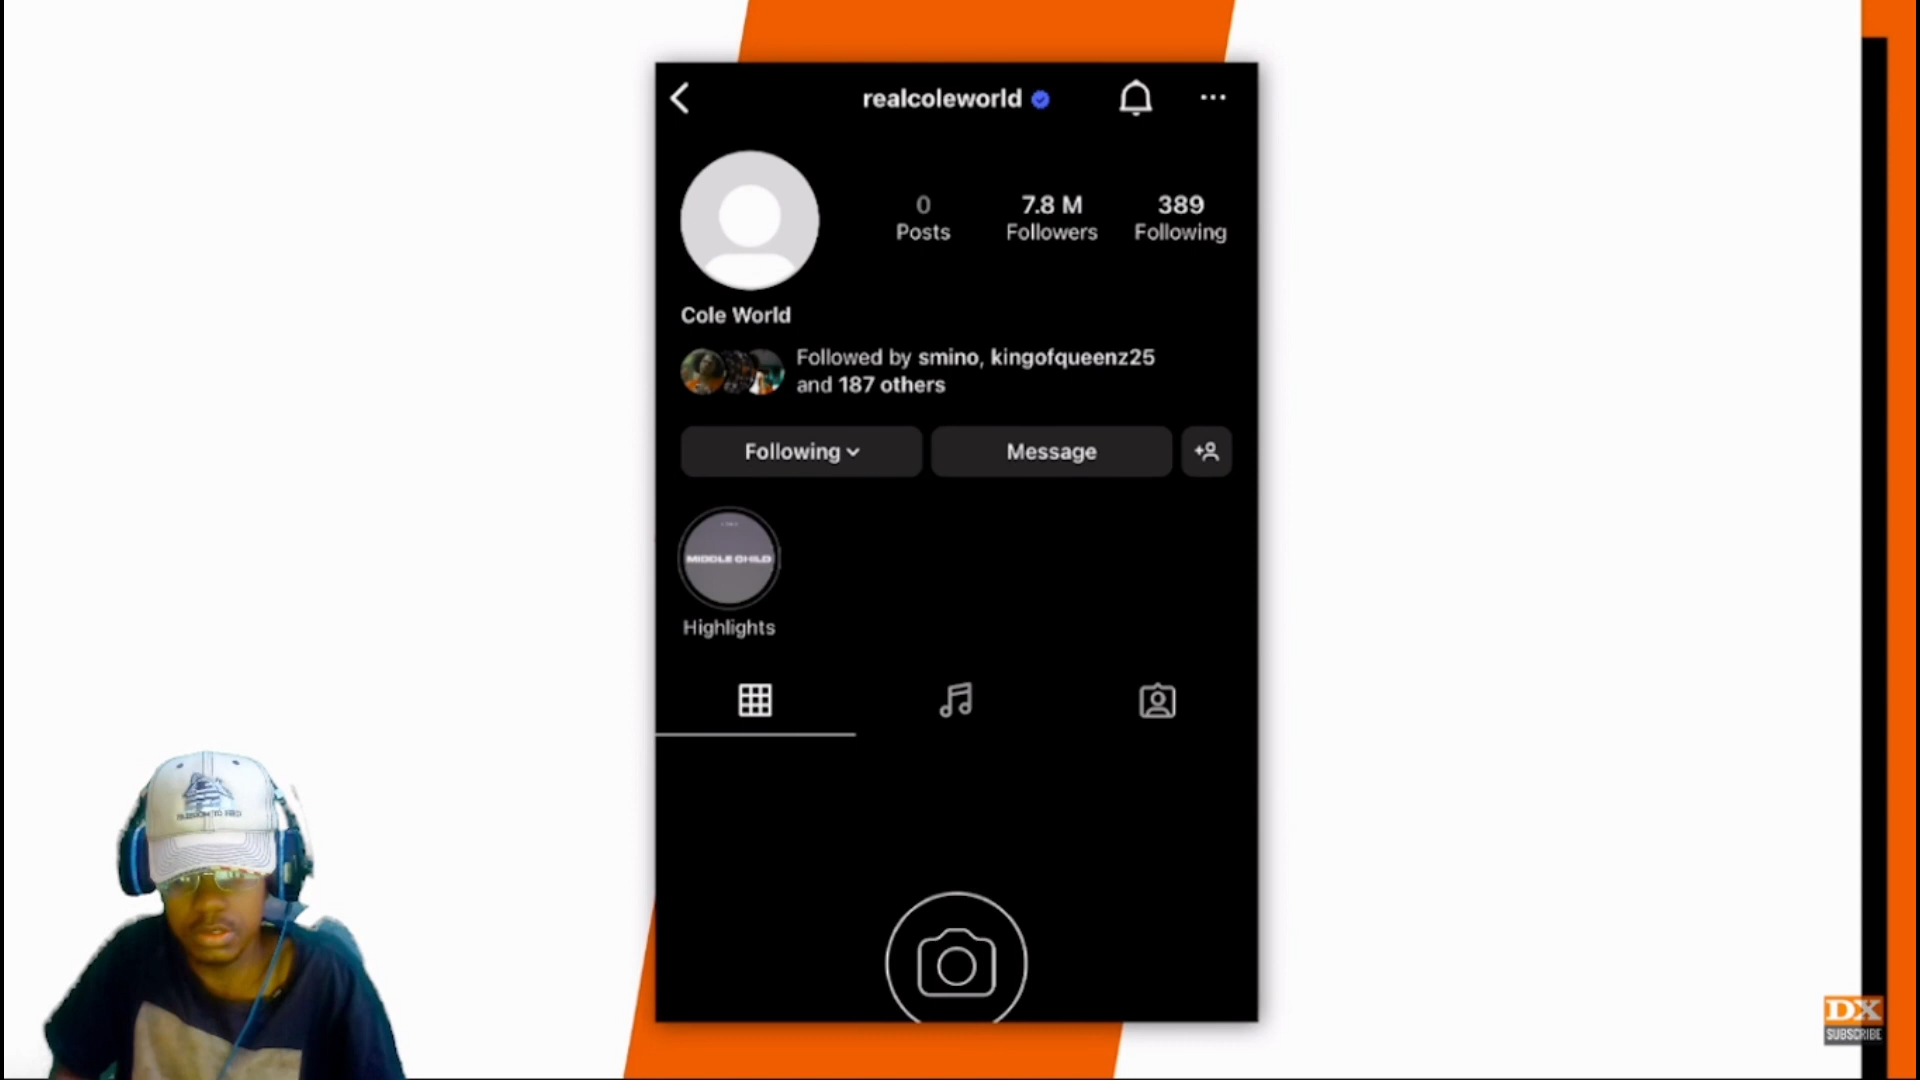 realcoleworld
0
Posts
7.8 M
Followers
389
Following
Cole World
Followed by smino, kingofqueenz25
and 187 others
Following
Message
MIDDLE CHILD
Highlights
DX
SUBSCRIBE